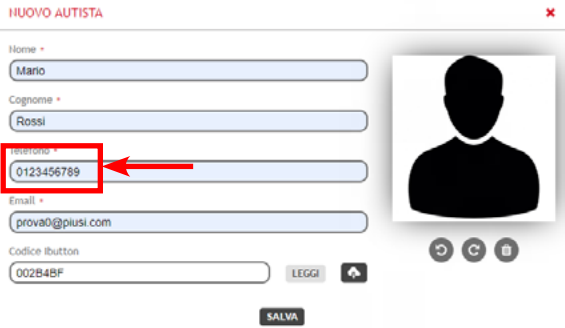 NUOVO AUTISTA
Nome *
Mario
Cognome *
Rossi
Telefono *
0123456789
Email *
prova0@piusi.com
Codice Ibutton
002B4BF
LEGGI
SALVA